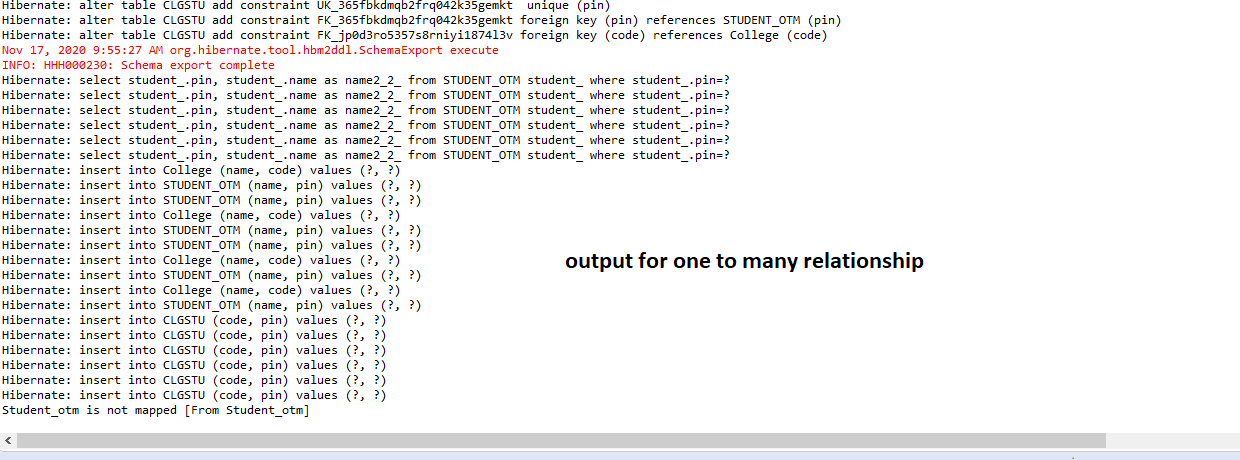 Hibernate: alter table CLGSTU add constraint UK_365fbkdmqb2frq042k35gemkt  unique (pin)
Hibernate: alter table CLGSTU add constraint FK_365fbkdmqb2frq042k35gemkt foreign key (pin) references STUDENT_OTM (pin)
Hibernate: alter table CLGSTU add constraint FK_jp0d3ro5357s8rniyi1874l3v foreign key (code) references College (code)
Nov 17, 2020 9:55:27 AM org.hibernate.tool.hbm2ddl.SchemaExport execute
INFO: HHH000230: Schema export complete
Hibernate: select student_.pin, student_.name as name2_2_ from STUDENT_OTM student_ where student_.pin=?
Hibernate: select student_.pin, student_.name as name2_2_ from STUDENT_OTM student_ where student_.pin=?
Hibernate: select student_.pin, student_.name as name2_2_ from STUDENT_OTM student_ where student_.pin=?
Hibernate: select student_.pin, student_.name as name2_2_ from STUDENT_OTM student_ where student_.pin=?
Hibernate: select student_.pin, student_.name as name2_2_ from STUDENT_OTM student_ where student_.pin=?
Hibernate: select student_.pin, student_.name as name2_2_ from STUDENT_OTM student_ where student_.pin=?
Hibernate: insert into College (name, code) values (?, ?)
Hibernate: insert into STUDENT_OTM (name, pin) values (?, ?)
Hibernate: insert into STUDENT_OTM (name, pin) values (?, ?)
Hibernate: insert into College (name, code) values (?, ?)
Hibernate: insert into STUDENT_OTM (name, pin) values (?, ?)
Hibernate: insert into STUDENT_OTM (name, pin) values (?, ?)
Hibernate: insert into College (name, code) values (?, ?)
Hibernate: insert into STUDENT_OTM (name, pin) values (?, ?)
Hibernate: insert into College (name, code) values (?, ?)
Hibernate: insert into STUDENT_OTM (name, pin) values (?, ?)
Hibernate: insert into CLGSTU (code, pin) values (?, ?)
Hibernate: insert into CLGSTU (code, pin) values (?, ?)
Hibernate: insert into CLGSTU (code, pin) values (?, ?)
Hibernate: insert into CLGSTU (code, pin) values (?, ?)
Hibernate: insert into CLGSTU (code, pin) values (?, ?)
Hibernate: insert into CLGSTU (code, pin) values (?, ?)
Student_otm is not mapped [From Student_otm]
output for one to many relationship